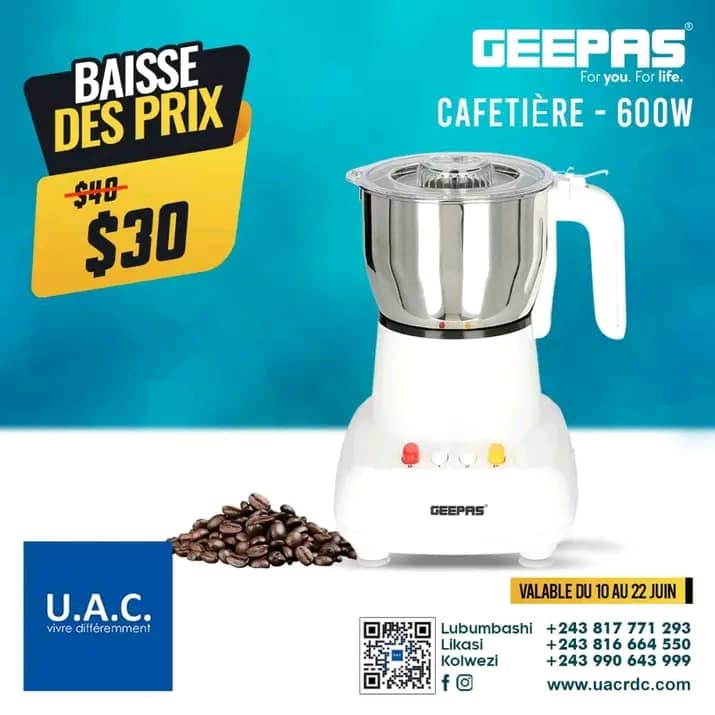 GEEPAS®
For you. For life.
CAFETIÈRE - 600W
BAISSE
DES PRIX
$40
$30
GEEPAS®
U.A.C.
vivre différemment
VALABLE DU 10 AU 22 JUIN
U.A.C.
Lubumbashi +243 817 771 293
Likasi +243 816 664 550
Kolwezi +243 990 643 999
www.uacrdc.com